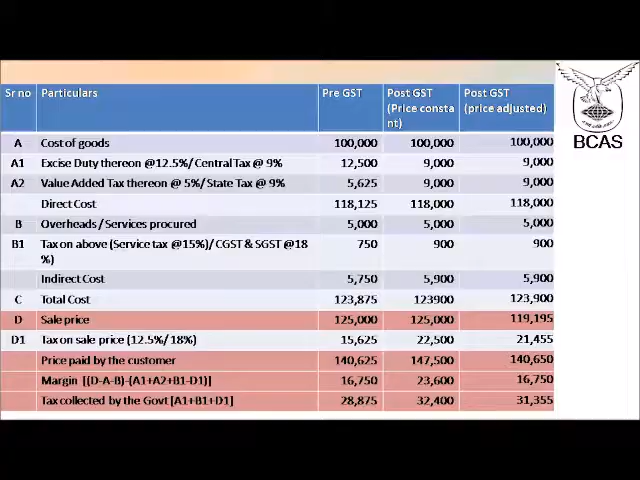 Sr no Particulars Pre GST Post GST (Price consta nt) Post GST (price adjusted)
A Cost of goods 100,000 100,000 100,000
A1 Excise Duty thereon @12.5%/Central Tax @ 9% 12,500 9,000 9,000
A2 Value Added Tax thereon @ 5%/State Tax @ 9% 5,625 9,000 9,000
Direct Cost 118,125 118,000 118,000
B Overheads / Services procured 5,000 5,000 5,000
B1 Tax on above (Service tax @15%)/ CGST & SGST @18 %) 750 900 900
Indirect Cost 5,750 5,900 5,900
C Total Cost 123,875 123900 123,900
D Sale price 125,000 125,000 119,195
D1 Tax on sale price (12.5%/18%) 15,625 22,500 21,455
Price paid by the customer 140,625 147,500 140,650
Margin [(D-A-B)-(A1+A2+B1-D1)] 16,750 23,600 16,750
Tax collected by the Govt [A1+B1+D1] 28,875 32,400 31,355
BCAS